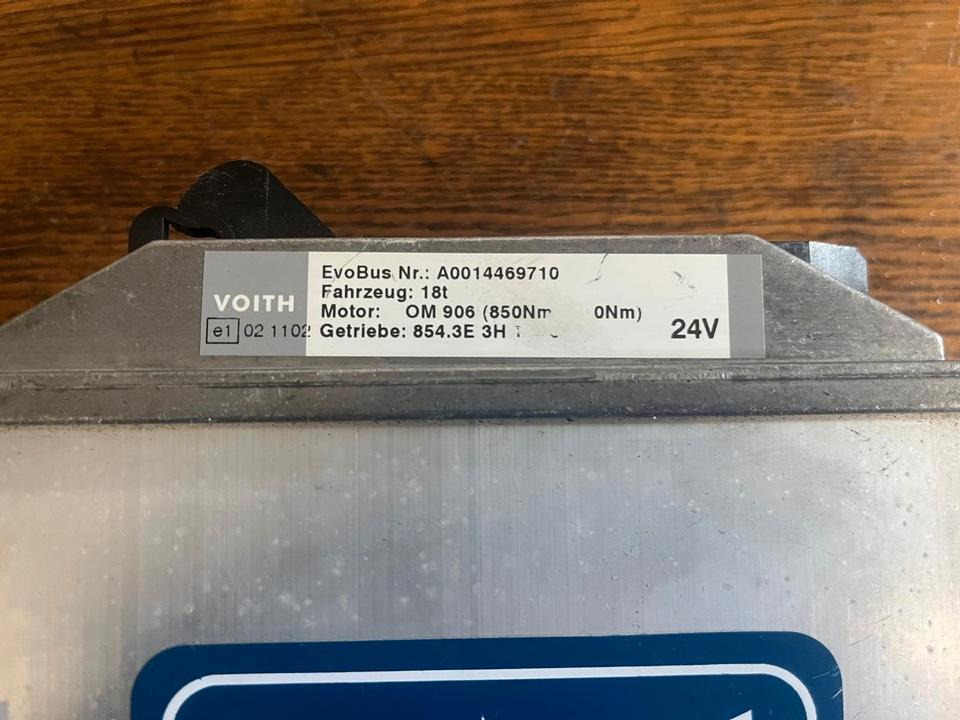 VOITH
e1 02 1102
EvoBus Nr.: A0014469710
Fahrzeug: 18t
Motor: OM 906 (850Nm 0Nm)
Getriebe: 854.3E 3H
24V